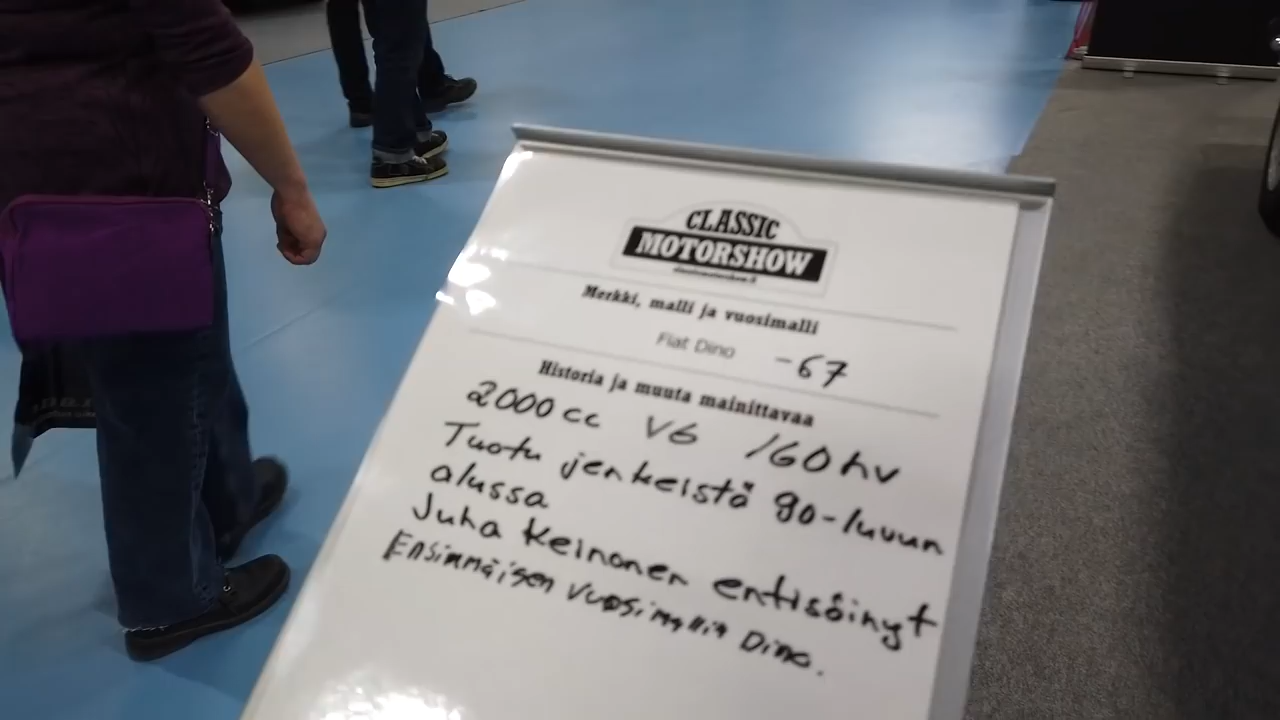 CLASSIC
MOTORSHOW
Merkki, malli ja vuosimalli
Fiat Dino -67
Historia ja muuta mainittavaa
2000cc V6 160hv
Tuotu jenkeistä 90-luvun
alussa
Juha Keinonen entisöinyt
Ensimmäisen vuosimallin Dino.